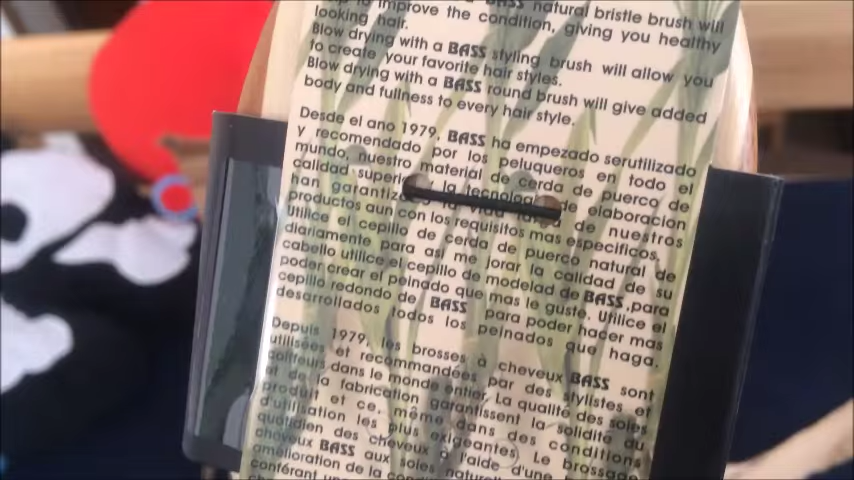 to improve the condition, giving you healthy
looking hair.
Blow drying with a BASS styling brush will allow you
to create your favorite hair styles.
Blow drying with a BASS round brush will give added
body and fullness to every hair style.
Desde el ano 1979, BASS ha empezado serutilizado
y recomendado por los peluqueros en todo el
mundo, nuestro material de cerda de puerco de
calidad superior la tecnologia de elaboracion
han garantiza la vida de nuestros
productos aun con los requisitos mas especificos.
Utilice el cepillo de cerda de puerco natural de
diariamente para asi me jorar la calidad de su
cabello utilice el cepillo de modelad de BASS,para
poder crear el peinado que mas le guste. Utilice el
cepillo redondo de BASS para poder hacer mas
desarrollados todos los peinados que haga.
Depuis 1979, les brosses à cheveux BASS sont
utilisées et recommandées par des stylistes et
coiffeurs dans le monde entier. La qualité des soies
et la fabrication garantissent la solidité du
produit et ce, même dans des conditions
d'utilisation les plus exigeantes. Le brossage
quotidien des cheveux à l'aide d'une
cheveux BASS aux soies
amélioration de la
conférant